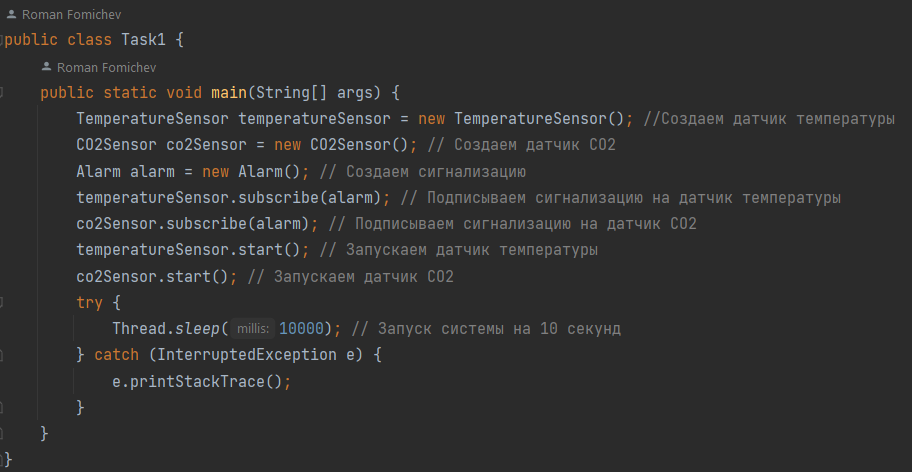 Roman Fomichev
public class Task1 {
Roman Fomichev
public static void main(String[] args) {
TemperatureSensor temperatureSensor = new TemperatureSensor(); //Создаем датчик температуры
CO2Sensor co2Sensor = new CO2Sensor(); // Создаем датчик CO2
Alarm alarm = new Alarm(); // Создаем сигнализацию
temperatureSensor.subscribe(alarm); // Подписываем сигнализацию на датчик температуры
co2Sensor.subscribe(alarm); // Подписываем сигнализацию на датчик CO2
temperatureSensor.start(); // Запускаем датчик температуры
co2Sensor.start(); // Запускаем датчик CO2
try {
Thread.sleep( millis: 10000); // Запуск системы на 10 секунд
} catch (InterruptedException e) {
e.printStackTrace();
}
}
}